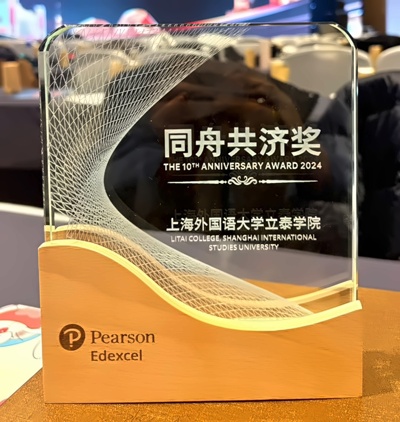 同舟共济奖
THE 10TH ANNIVERSARY AWARD 2024
上海外国语大学立泰学院
LITAI COLLEGE, SHANGHAI INTERNATIONAL
STUDIES UNIVERSITY
Pearson
Edexcel